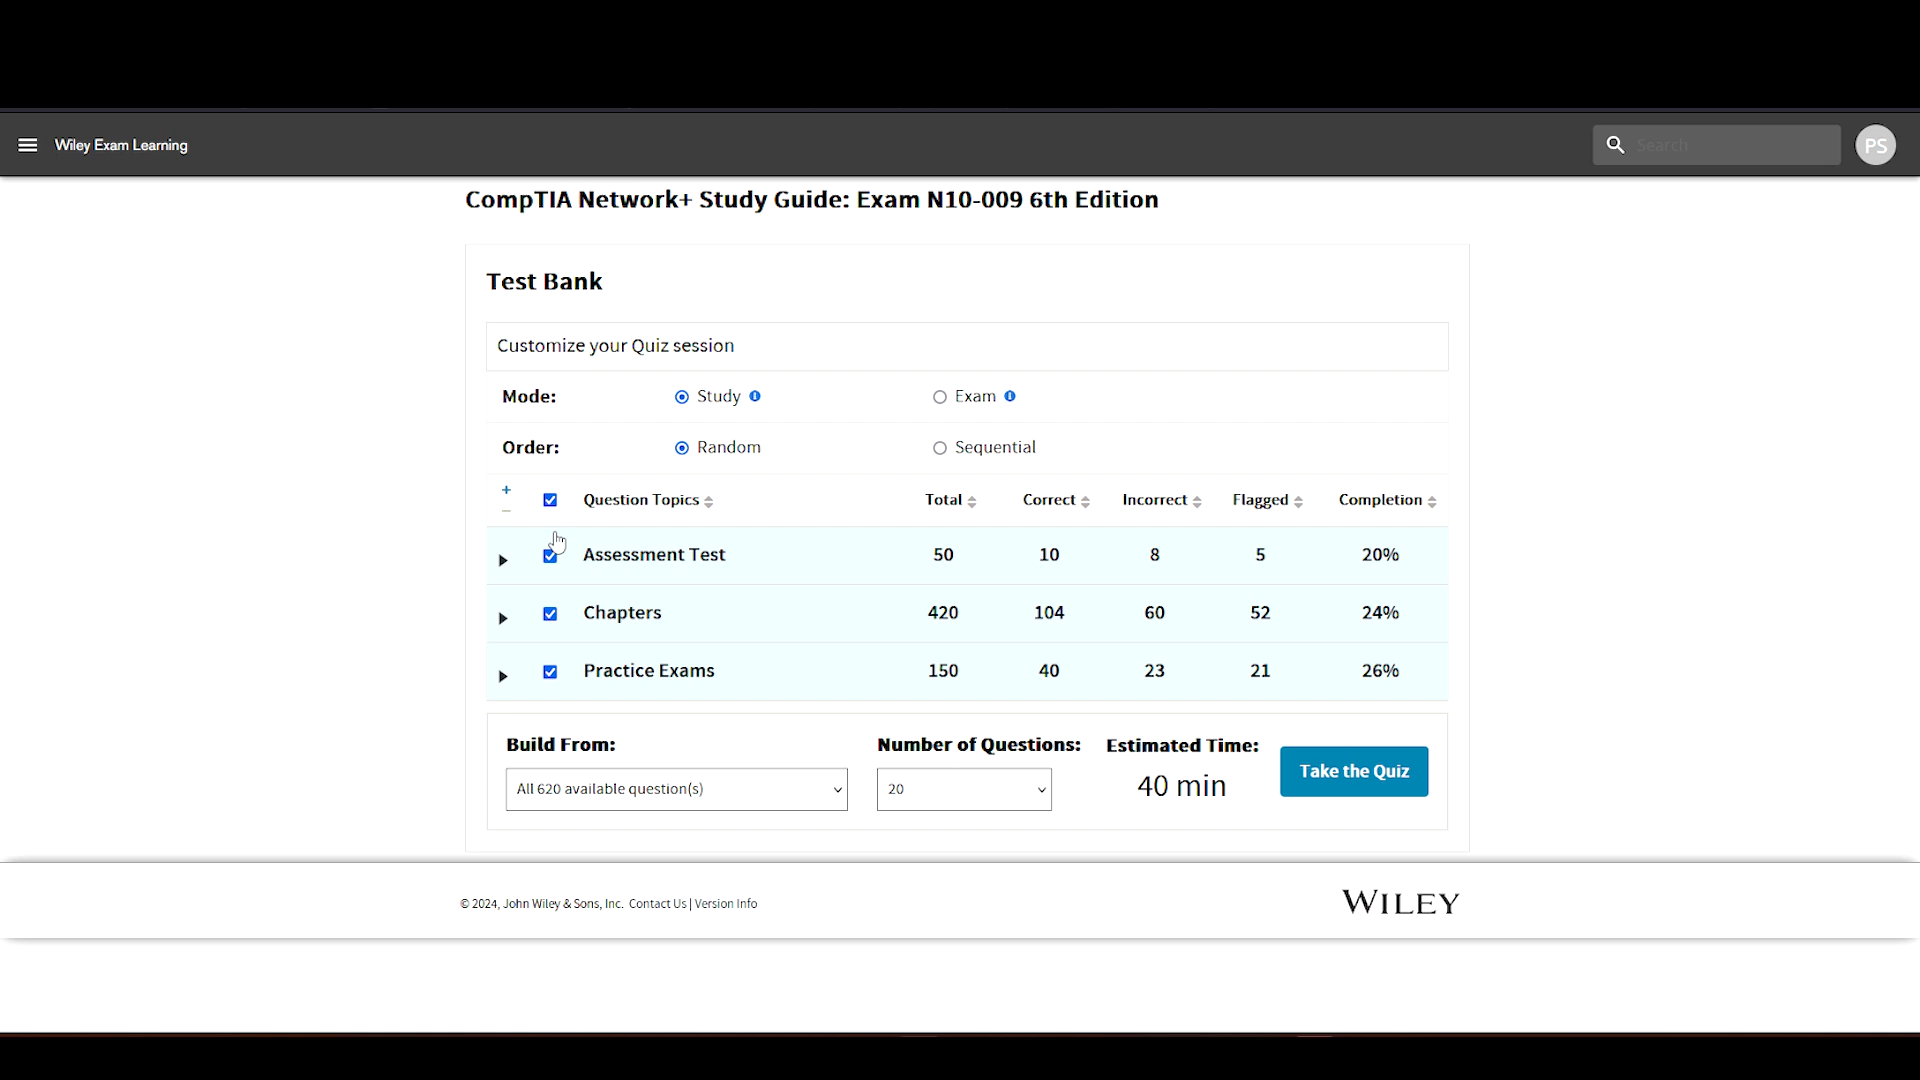 Wiley Exam Learning
Search
PS
CompTIA Network+ Study Guide: Exam N10-009 6th Edition
Test Bank
Customize your Quiz session
Mode: Study Exam
Order: Random Sequential
Question Topics Total Correct Incorrect Flagged Completion
Assessment Test 50 10 8 5 20%
Chapters 420 104 60 52 24%
Practice Exams 150 40 23 21 26%
Build From: Number of Questions: Estimated Time:
All 620 available question(s) 20 40 min Take the Quiz
© 2024, John Wiley & Sons, Inc. Contact Us | Version Info
WILEY